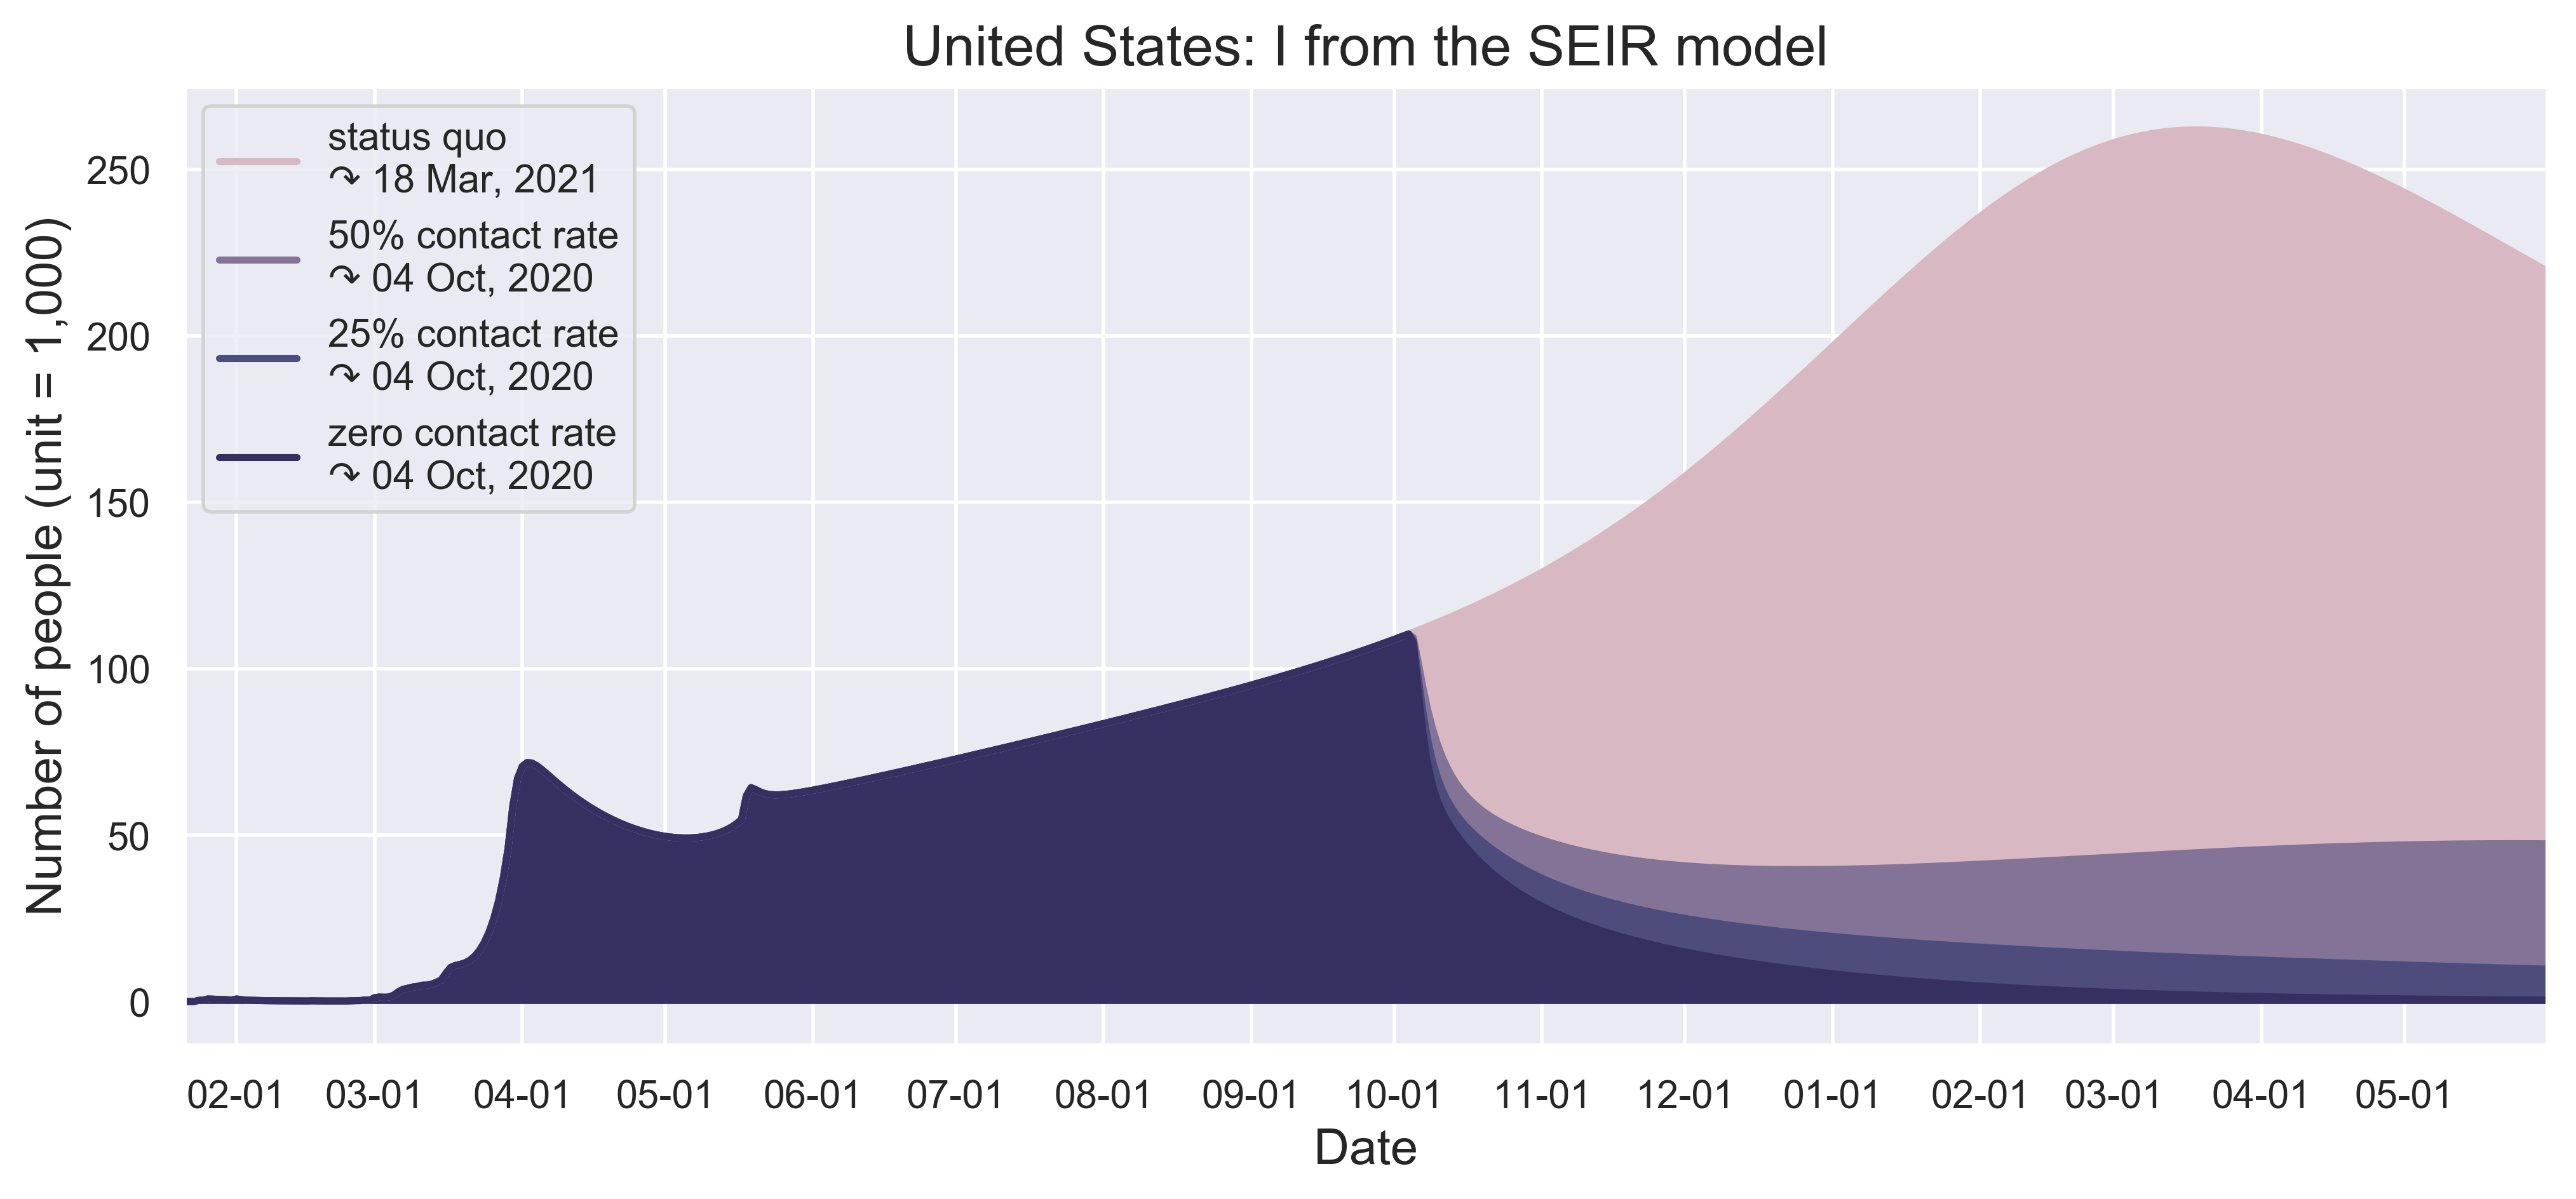 United States: I from the SEIR model
status quo
↷ 18 Mar, 2021
50% contact rate
↷ 04 Oct, 2020
25% contact rate
↷ 04 Oct, 2020
zero contact rate
↷ 04 Oct, 2020
Number of people (unit = 1,000)
250
200
150
100
50
0
02-01 03-01 04-01 05-01 06-01 07-01 08-01 09-01 10-01 11-01 12-01 01-01 02-01 03-01 04-01 05-01
Date